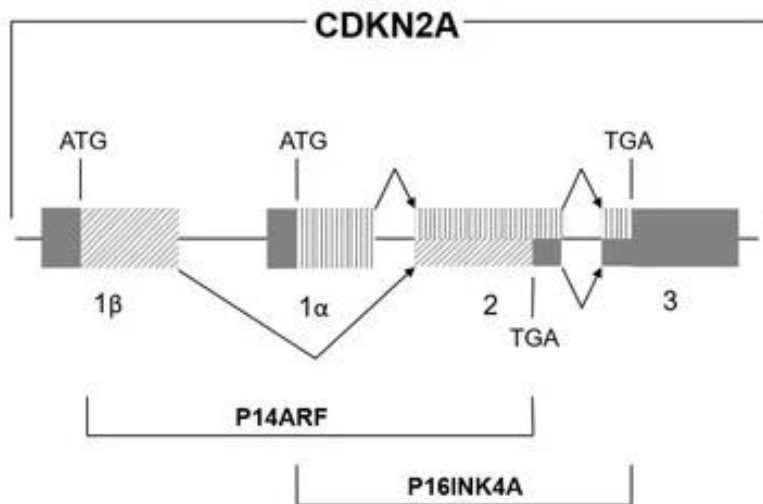 CDKN2A
ATG ATG TGA
1β 1α 2 3
TGA
P14ARF
P16INK4A